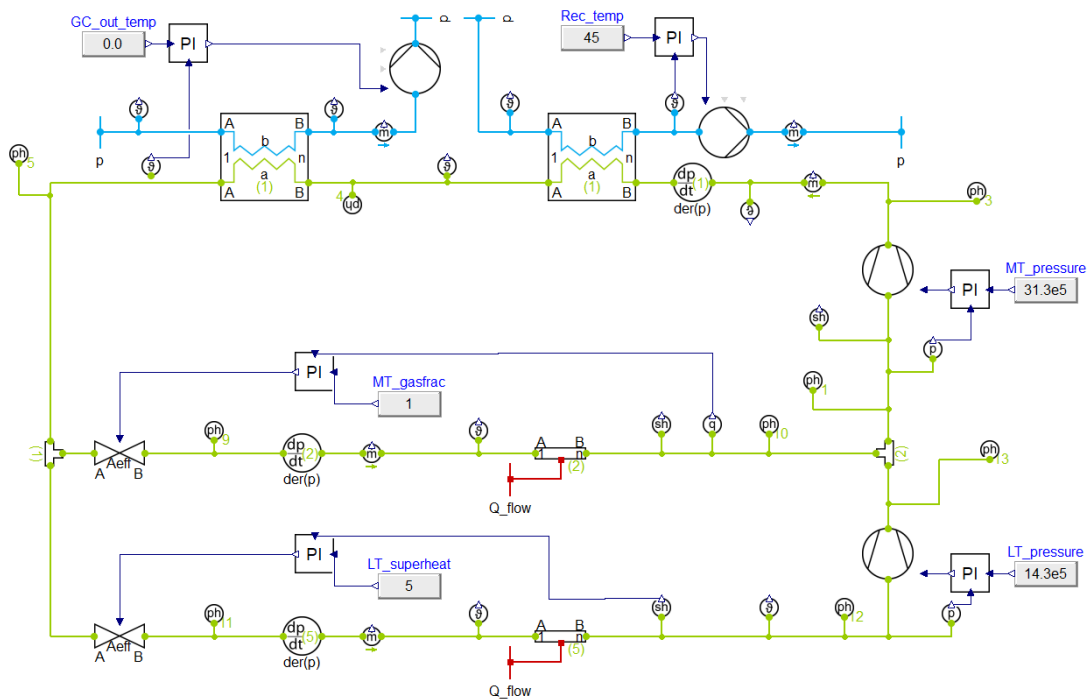 GC_out_temp
0.0
PI
p
p
Rec_temp
45
PI
ϑ
ϑ
ṁ
ϑ
ṁ
p
p
A
B
b
1
n
a
A
(1)
B
A
B
b
1
n
a
A
(1)
B
ph
5
ϑ
4
ph
ϑ
dp
dt
(1)
der(p)
ϑ
ṁ
ph
3
MT_pressure
31.3e5
PI
sh
p
ph
1
PI
MT_gasfrac
1
(1)
A
Aeff
B
ph
9
dp
dt
(2)
der(p)
ṁ
ϑ
A
B
1
n
(2)
Q_flow
sh
q
ph
10
(2)
ph
13
PI
LT_superheat
5
LT_pressure
14.3e5
PI
A
Aeff
B
ph
11
dp
dt
(5)
der(p)
ṁ
ϑ
A
B
1
n
(5)
Q_flow
sh
ϑ
ph
12
p